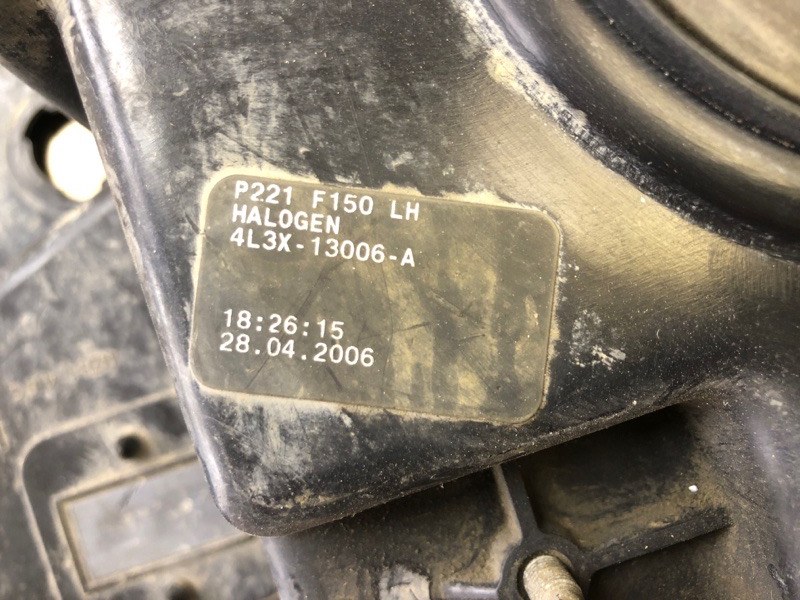 P221 F150 LH
HALOGEN
4L3X-13006-A
18:26:15
28.04.2006